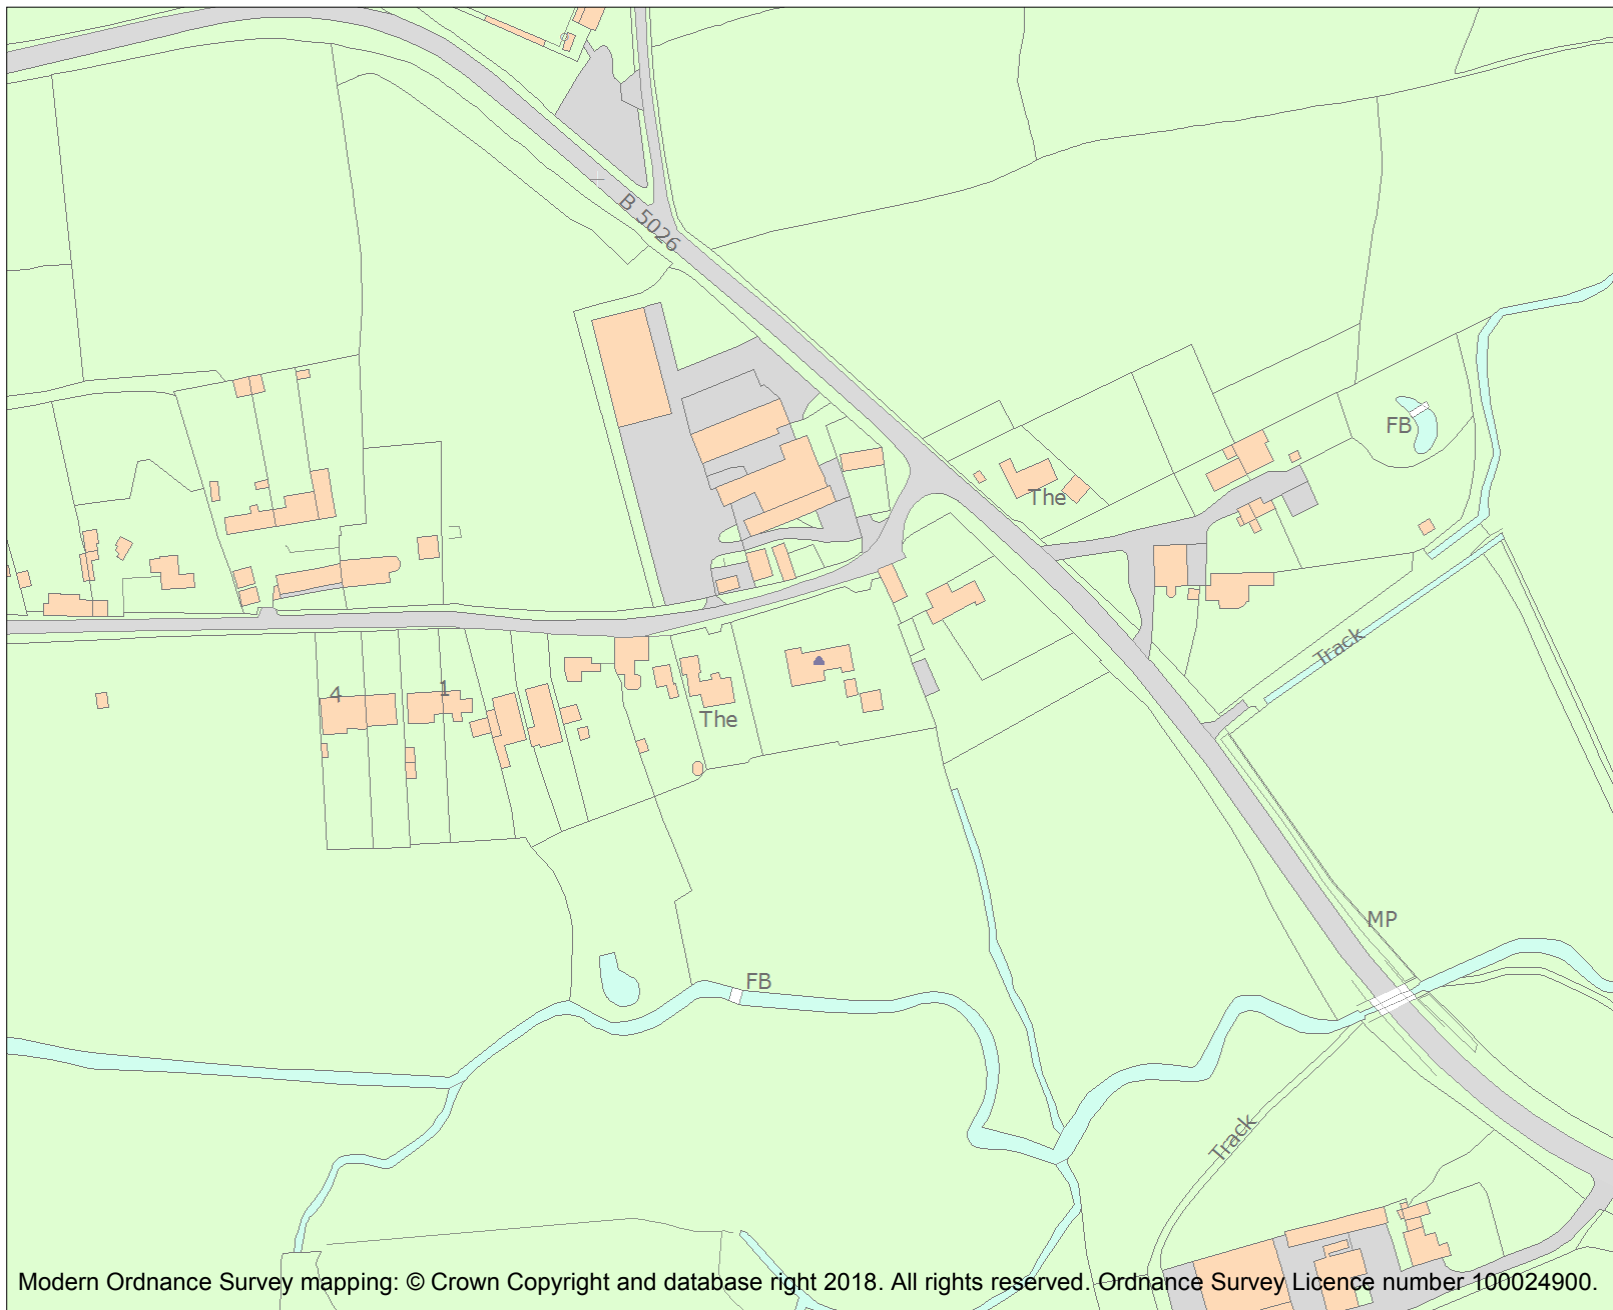 B 5026
FB
The
Track
4
1
The
MP
FB
Track
Modern Ordnance Survey mapping: © Crown Copyright and database right 2018. All rights reserved. Ordnance Survey Licence number 100024900.